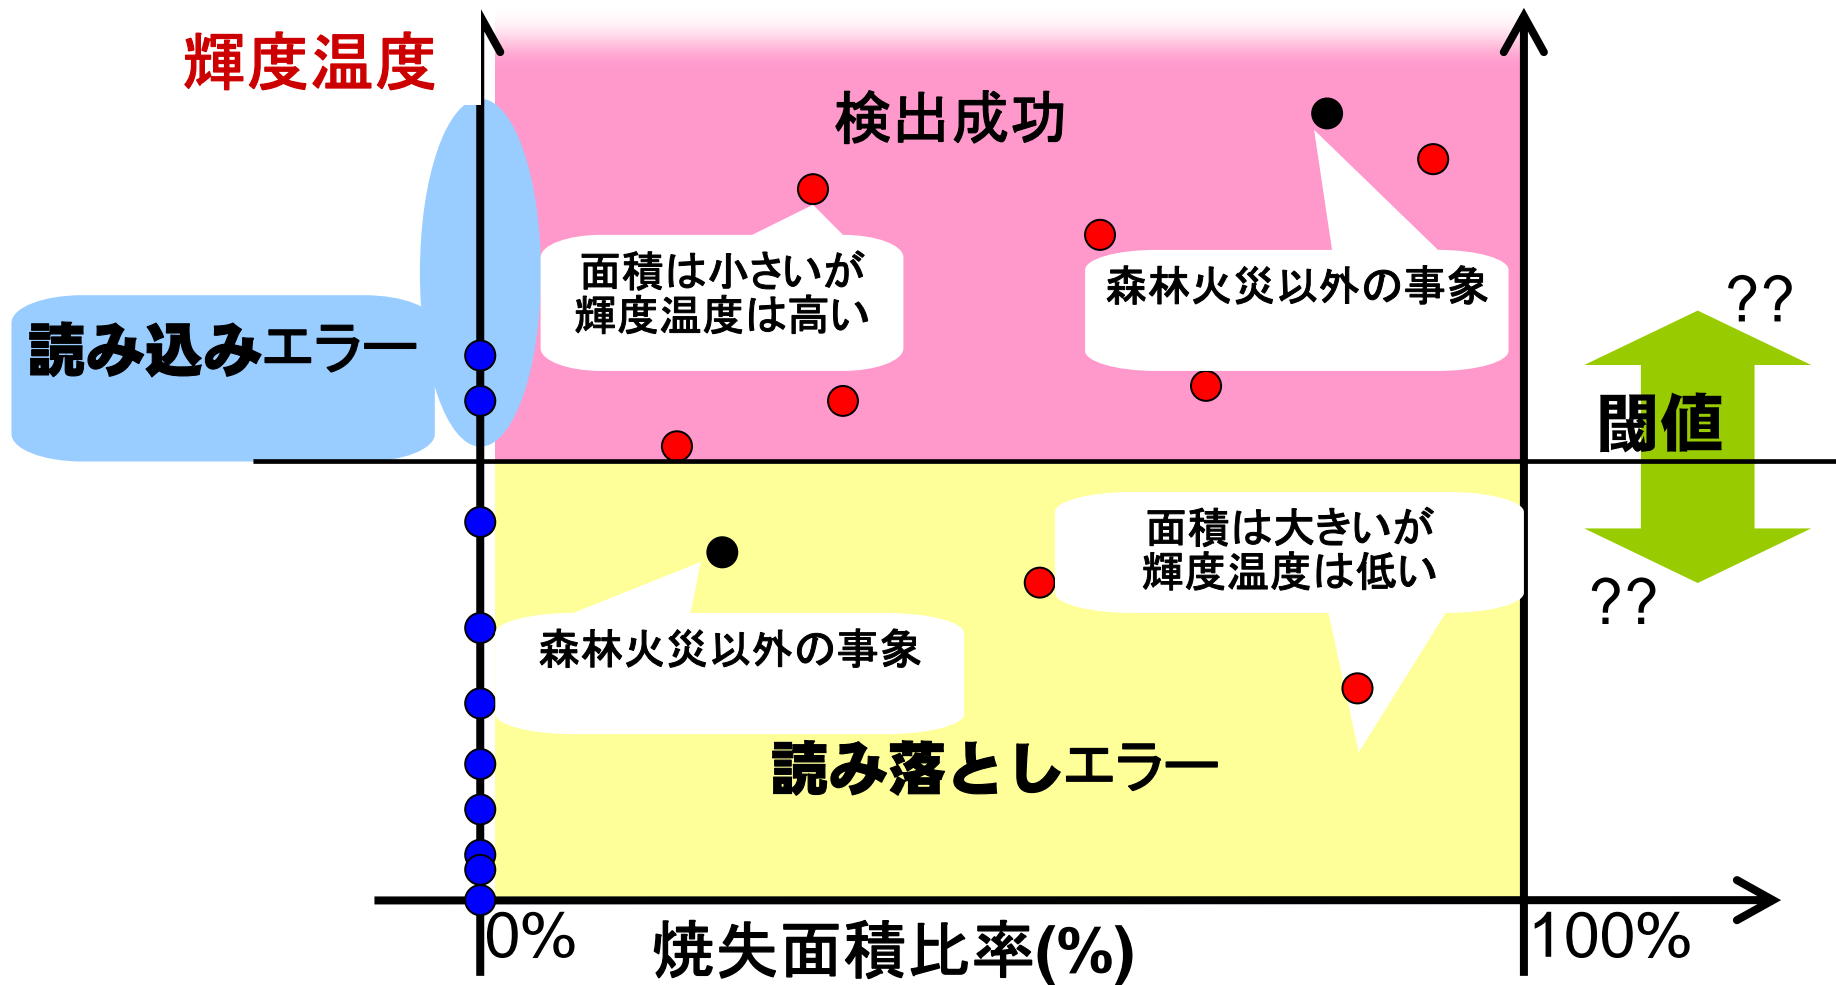 輝度温度
検出成功
面積は小さいが
輝度温度は高い
森林火災以外の事象
??
読み込みエラー
閾値
面積は大きいが
輝度温度は低い
??
森林火災以外の事象
読み落としエラー
0%
焼失面積比率(%)
100%